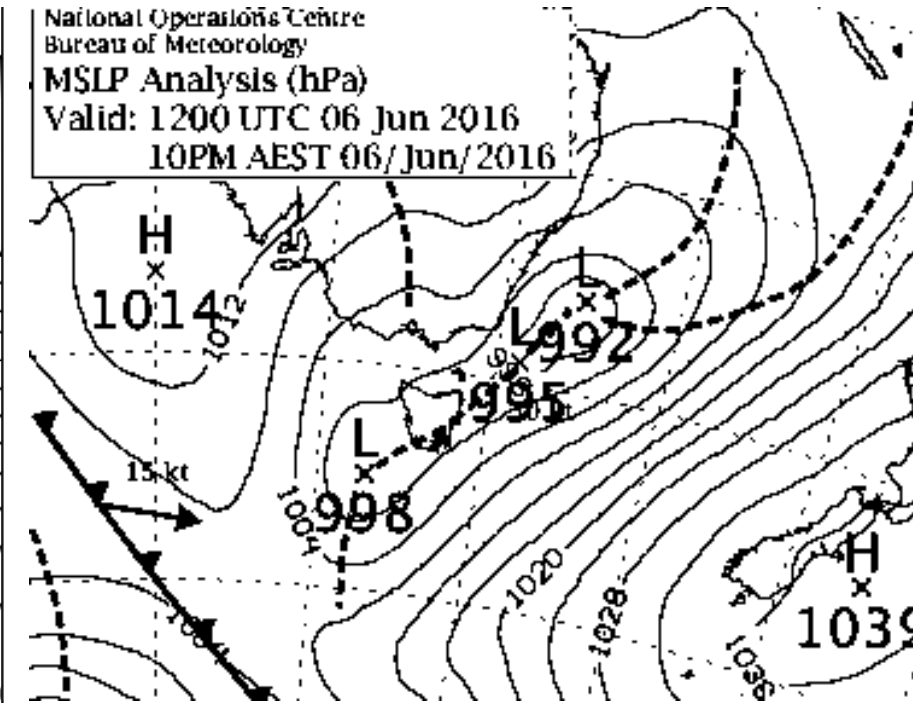 National Operations Centre
Bureau of Meteorology
MSLP Analysis (hPa)
Valid: 1200 UTC 06 Jun 2016
10PM AEST 06/Jun/2016
H
1014
1012
L
992
L
995
15 kt
L
998
1004
1020
1028
H
1039
1036